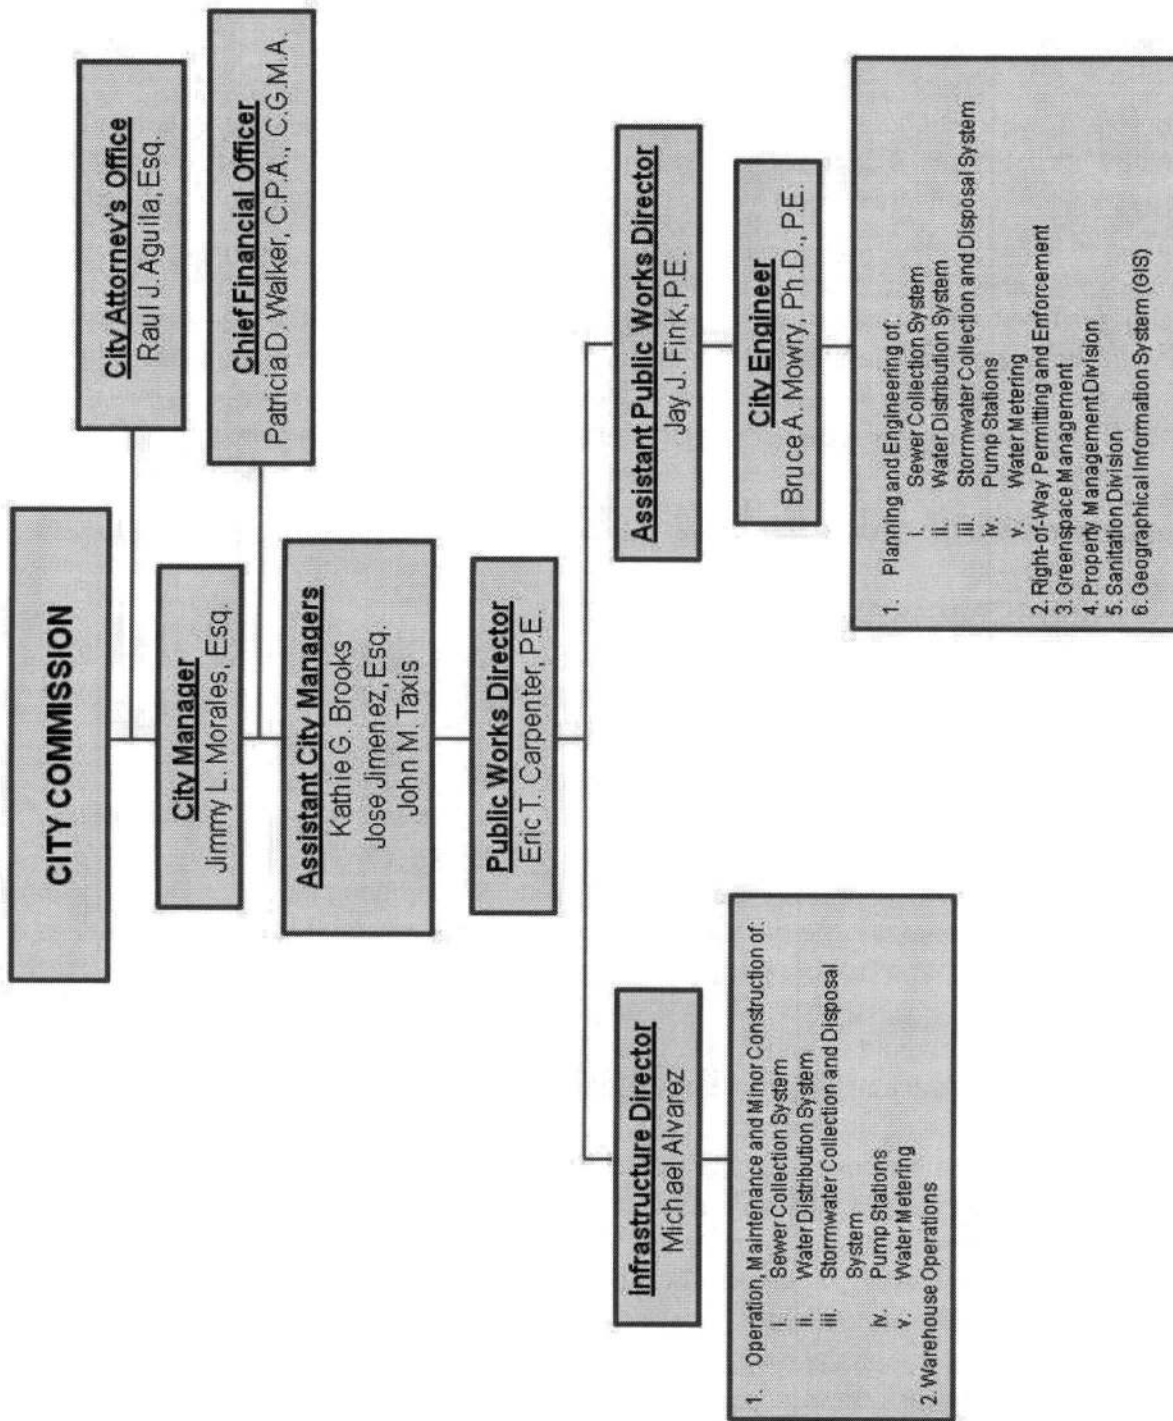 CITY COMMISSION
City Attorney's Office
Raul J. Aguila, Esq.
City Manager
Jimmy L. Morales, Esq.
Chief Financial Officer
Patricia D. Walker, C.P.A., C.G.M.A.
Assistant City Managers
Kathie G. Brooks
Jose Jimenez, Esq.
John M. Taxis
Public Works Director
Eric T. Carpenter, P.E.
Infrastructure Director
Michael Alvarez
1. Operation, Maintenance and Minor Construction of:
i. Sewer Collection System
ii. Water Distribution System
iii. Stormwater Collection and Disposal
System
iv. Pump Stations
v. Water Metering
2. Warehouse Operations
Assistant Public Works Director
Jay J. Fink, P.E.
City Engineer
Bruce A. Mowry, Ph.D., P.E.
1. Planning and Engineering of:
i. Sewer Collection System
ii. Water Distribution System
iii. Stormwater Collection and Disposal System
iv. Pump Stations
v. Water Metering
2. Right-of-Way Permitting and Enforcement
3. Greenspace Management
4. Property Management Division
5. Sanitation Division
6. Geographical Information System (GIS)